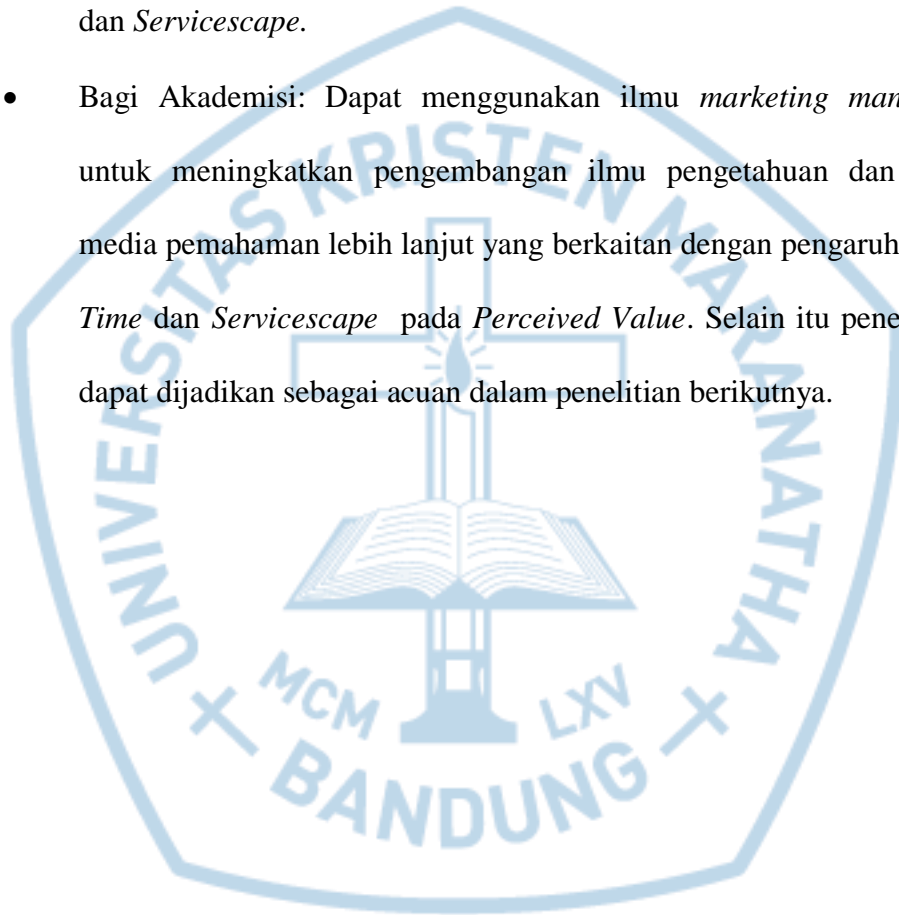 dan Servicescape.
• Bagi Akademisi: Dapat menggunakan ilmu marketing man
untuk meningkatkan pengembangan ilmu pengetahuan dan
media pemahaman lebih lanjut yang berkaitan dengan pengaruh
Time dan Servicescape pada Perceived Value. Selain itu pene
dapat dijadikan sebagai acuan dalam penelitian berikutnya.
UNIVERSITAS KRISTEN MARANATHA
MCM LXV
BANDUNG